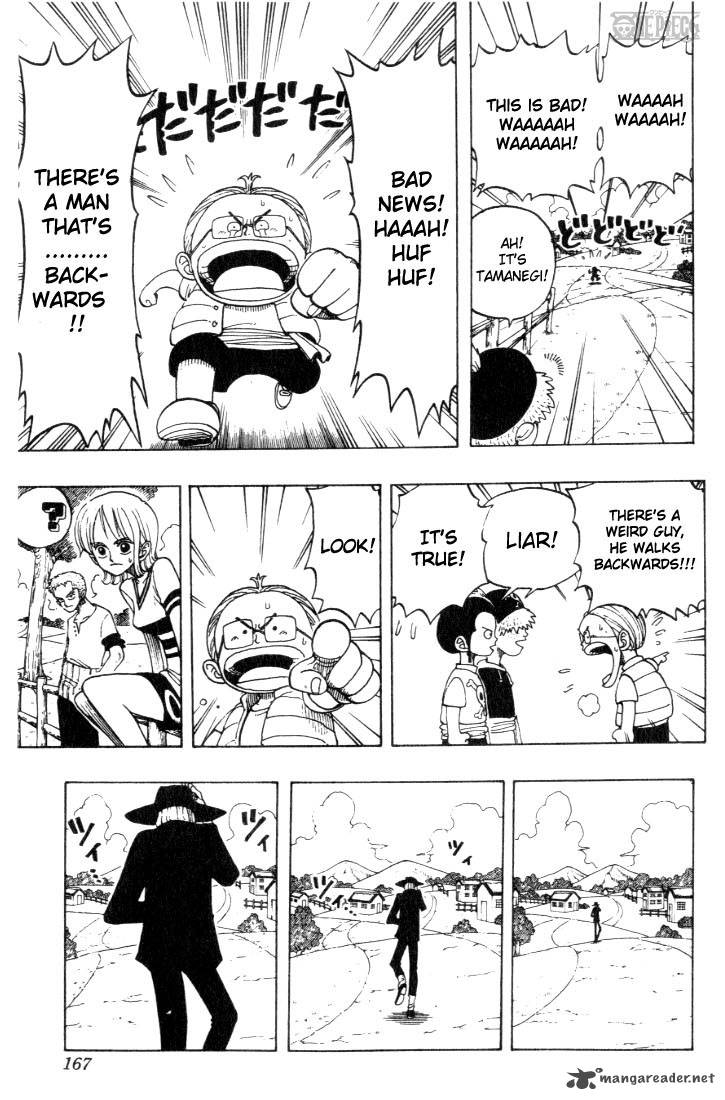 ONE PIECE
WAAAAH
WAAAAH!
THIS IS BAD!
WAAAAAH
WAAAAAH!
AH!
IT'S
TAMANEGI!
どどどど
だだだだ
BAD
NEWS!
HAAAH!
HUF
HUF!
THERE'S
A MAN
THAT'S
.........
BACK-
WARDS
!!
THERE'S A
WEIRD GUY,
HE WALKS
BACKWARDS!!!
LIAR!
IT'S
TRUE!
LOOK!
?
ツィ
ツィ
ツィ
ツィ
167
mangareader.net